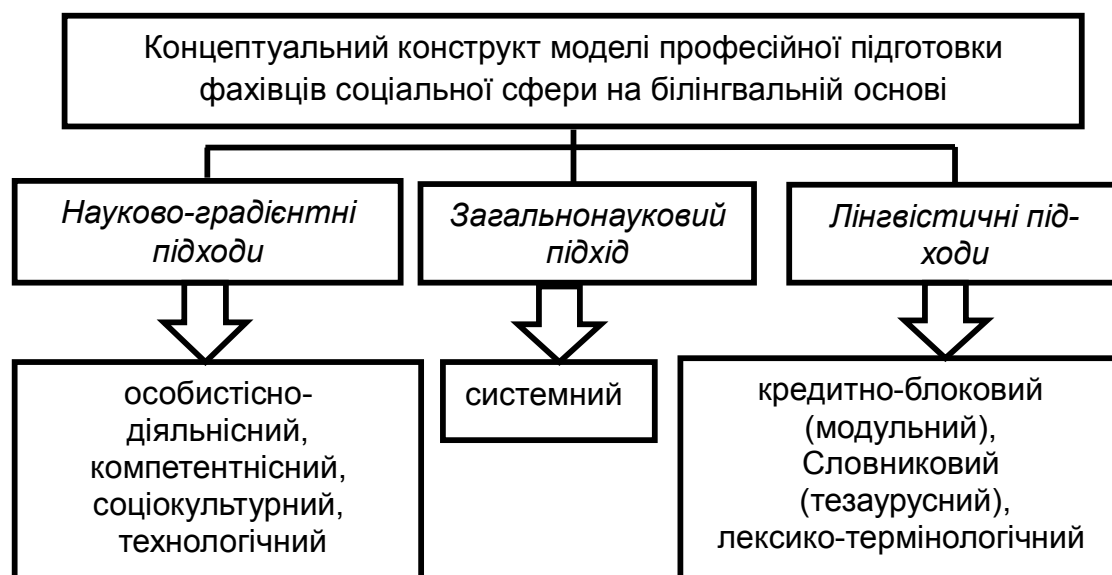 Концептуальний конструкт моделі професійної підготовки
фахівців соціальної сфери на білінгвальній основі
Науково-градієнтні
підходи
Загальнонауковий
підхід
Лінгвістичні під-
ходи
особистісно-
діяльнісний,
компетентнісний,
соціокультурний,
технологічний
системний
кредитно-блоковий
(модульний),
Словниковий
(тезаурусний),
лексико-термінологічний